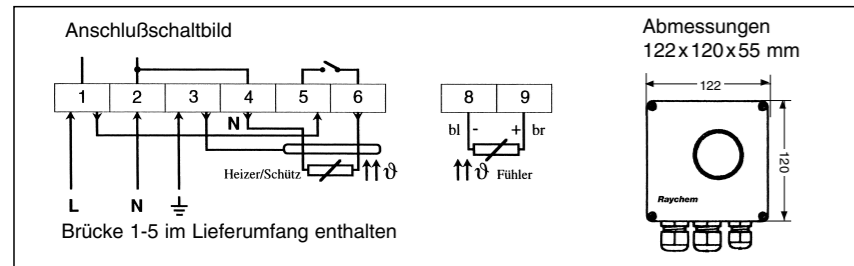 Anschlußschaltbild
1 2 3 4 5 6
N
Heizer/Schütz ϑ
L N
Brücke 1-5 im Lieferumfang enthalten
8 9
bl - + br
ϑ Fühler
Abmessungen
122x120x55 mm
122
120
Raychem